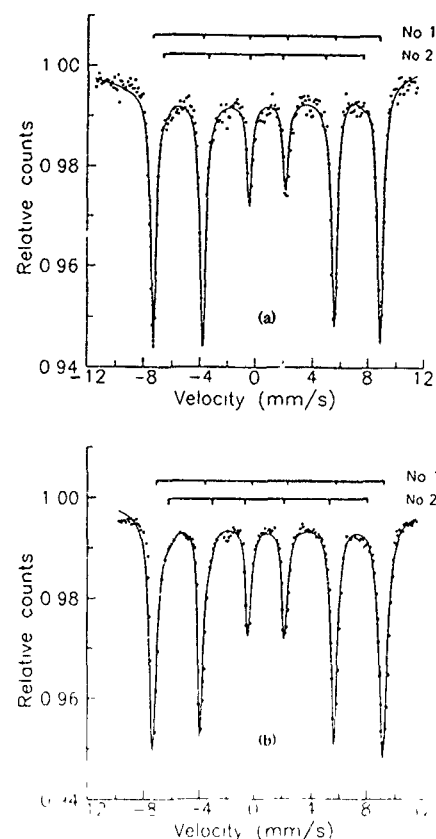 No 1
No 2
1 00
0 98
0 96
0.94
Relative counts
(a)
-12 -8 -4 0 4 8 12
Velocity (mm/s)
No
No 2
1 00
0 98
0 96
Relative counts
(b)
-8 -4 0 4 8
Velocity (mm/s)